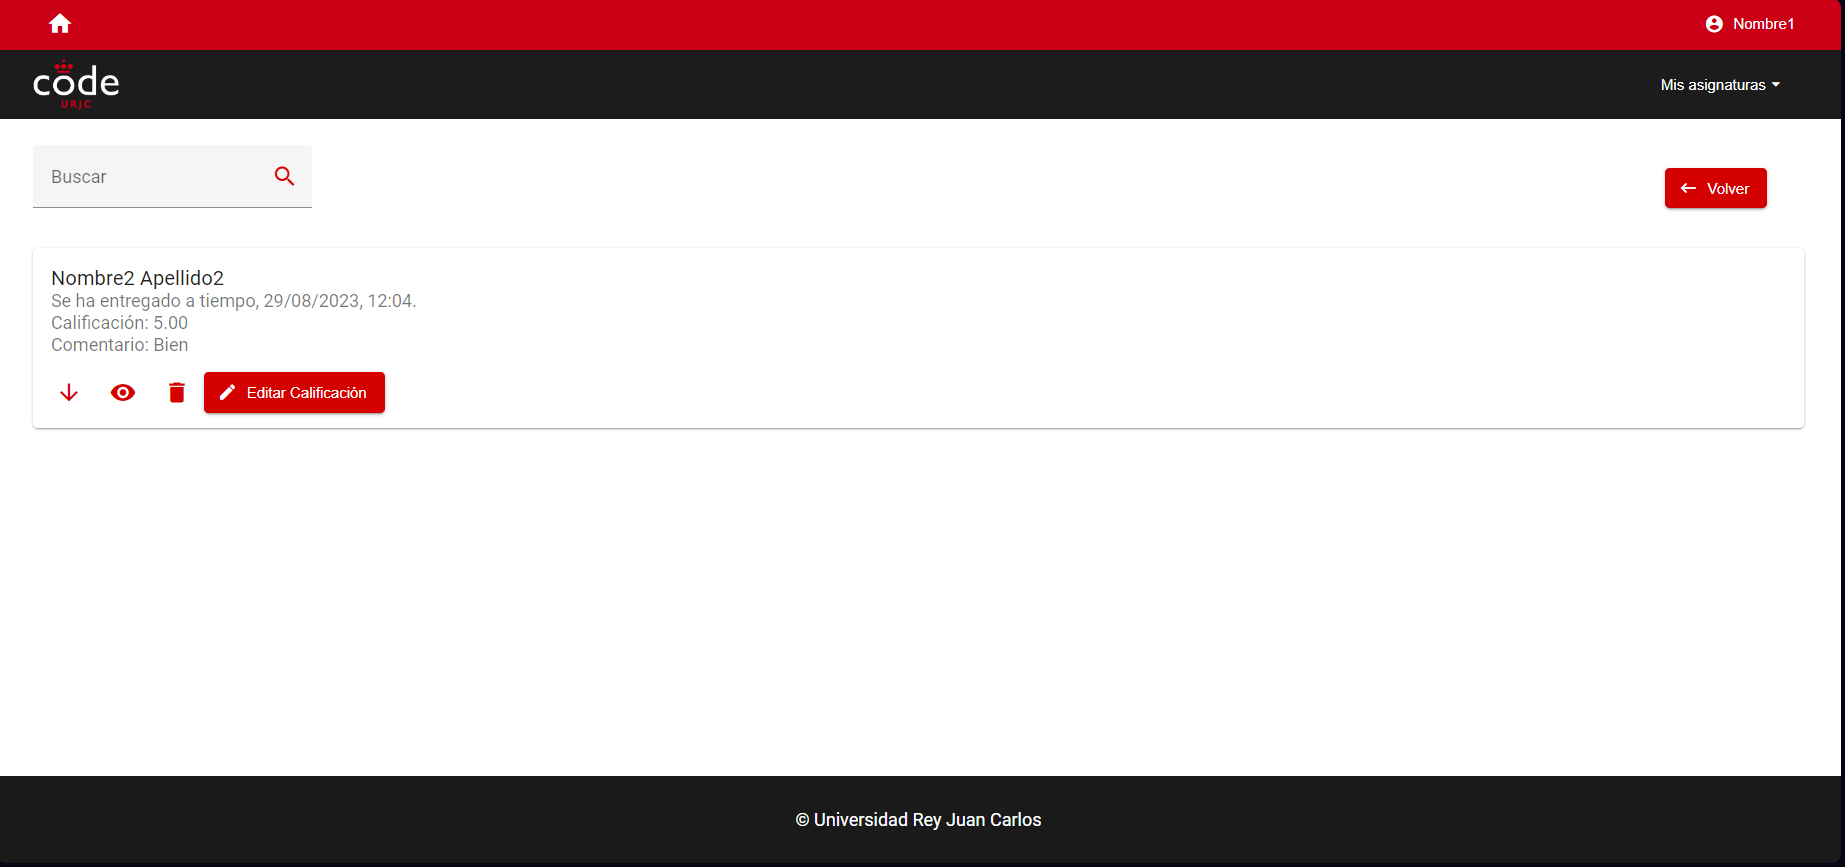 Nombre1
code
URJC
Mis asignaturas
Buscar
Volver
Nombre2 Apellido2
Se ha entregado a tiempo, 29/08/2023, 12:04.
Calificación: 5.00
Comentario: Bien
Editar Calificación
© Universidad Rey Juan Carlos